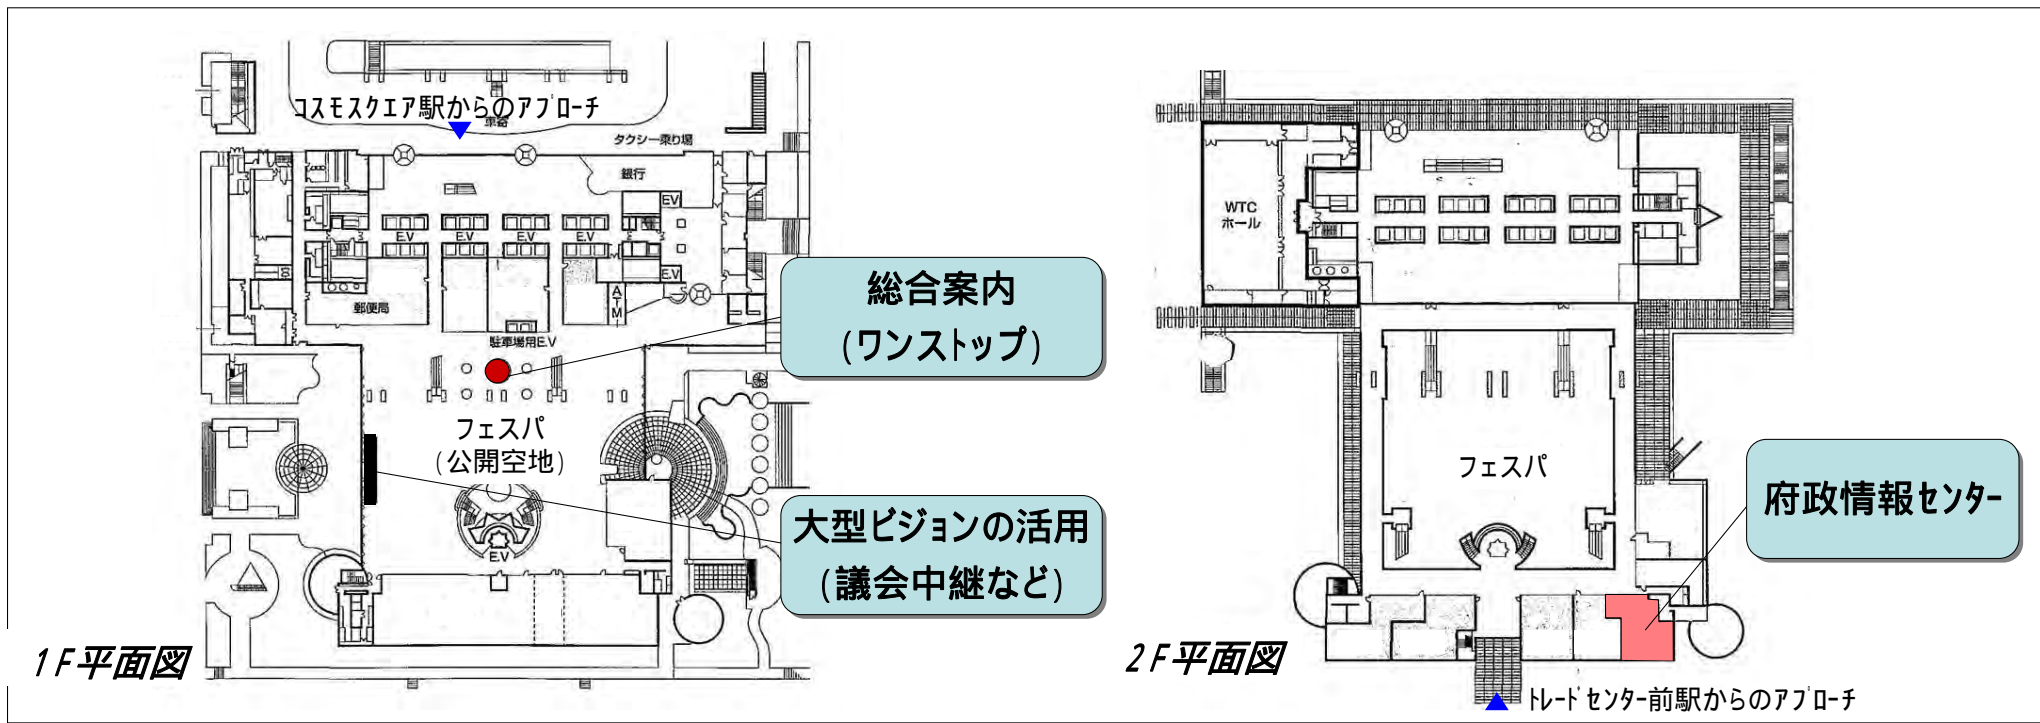 コスモスクエア駅からのアプローチ
車寄
タクシー乗り場
銀行
EV
E.V
E.V
E.V
E.V
E.V
ATM
郵便局
駐車場用E.V
総合案内
(ワンストップ)
フェスパ
(公開空地)
E.V
大型ビジョンの活用
(議会中継など)
1F平面図
WTC
ホール
フェスパ
府政情報センター
2F平面図
トレードセンター前駅からのアプローチ